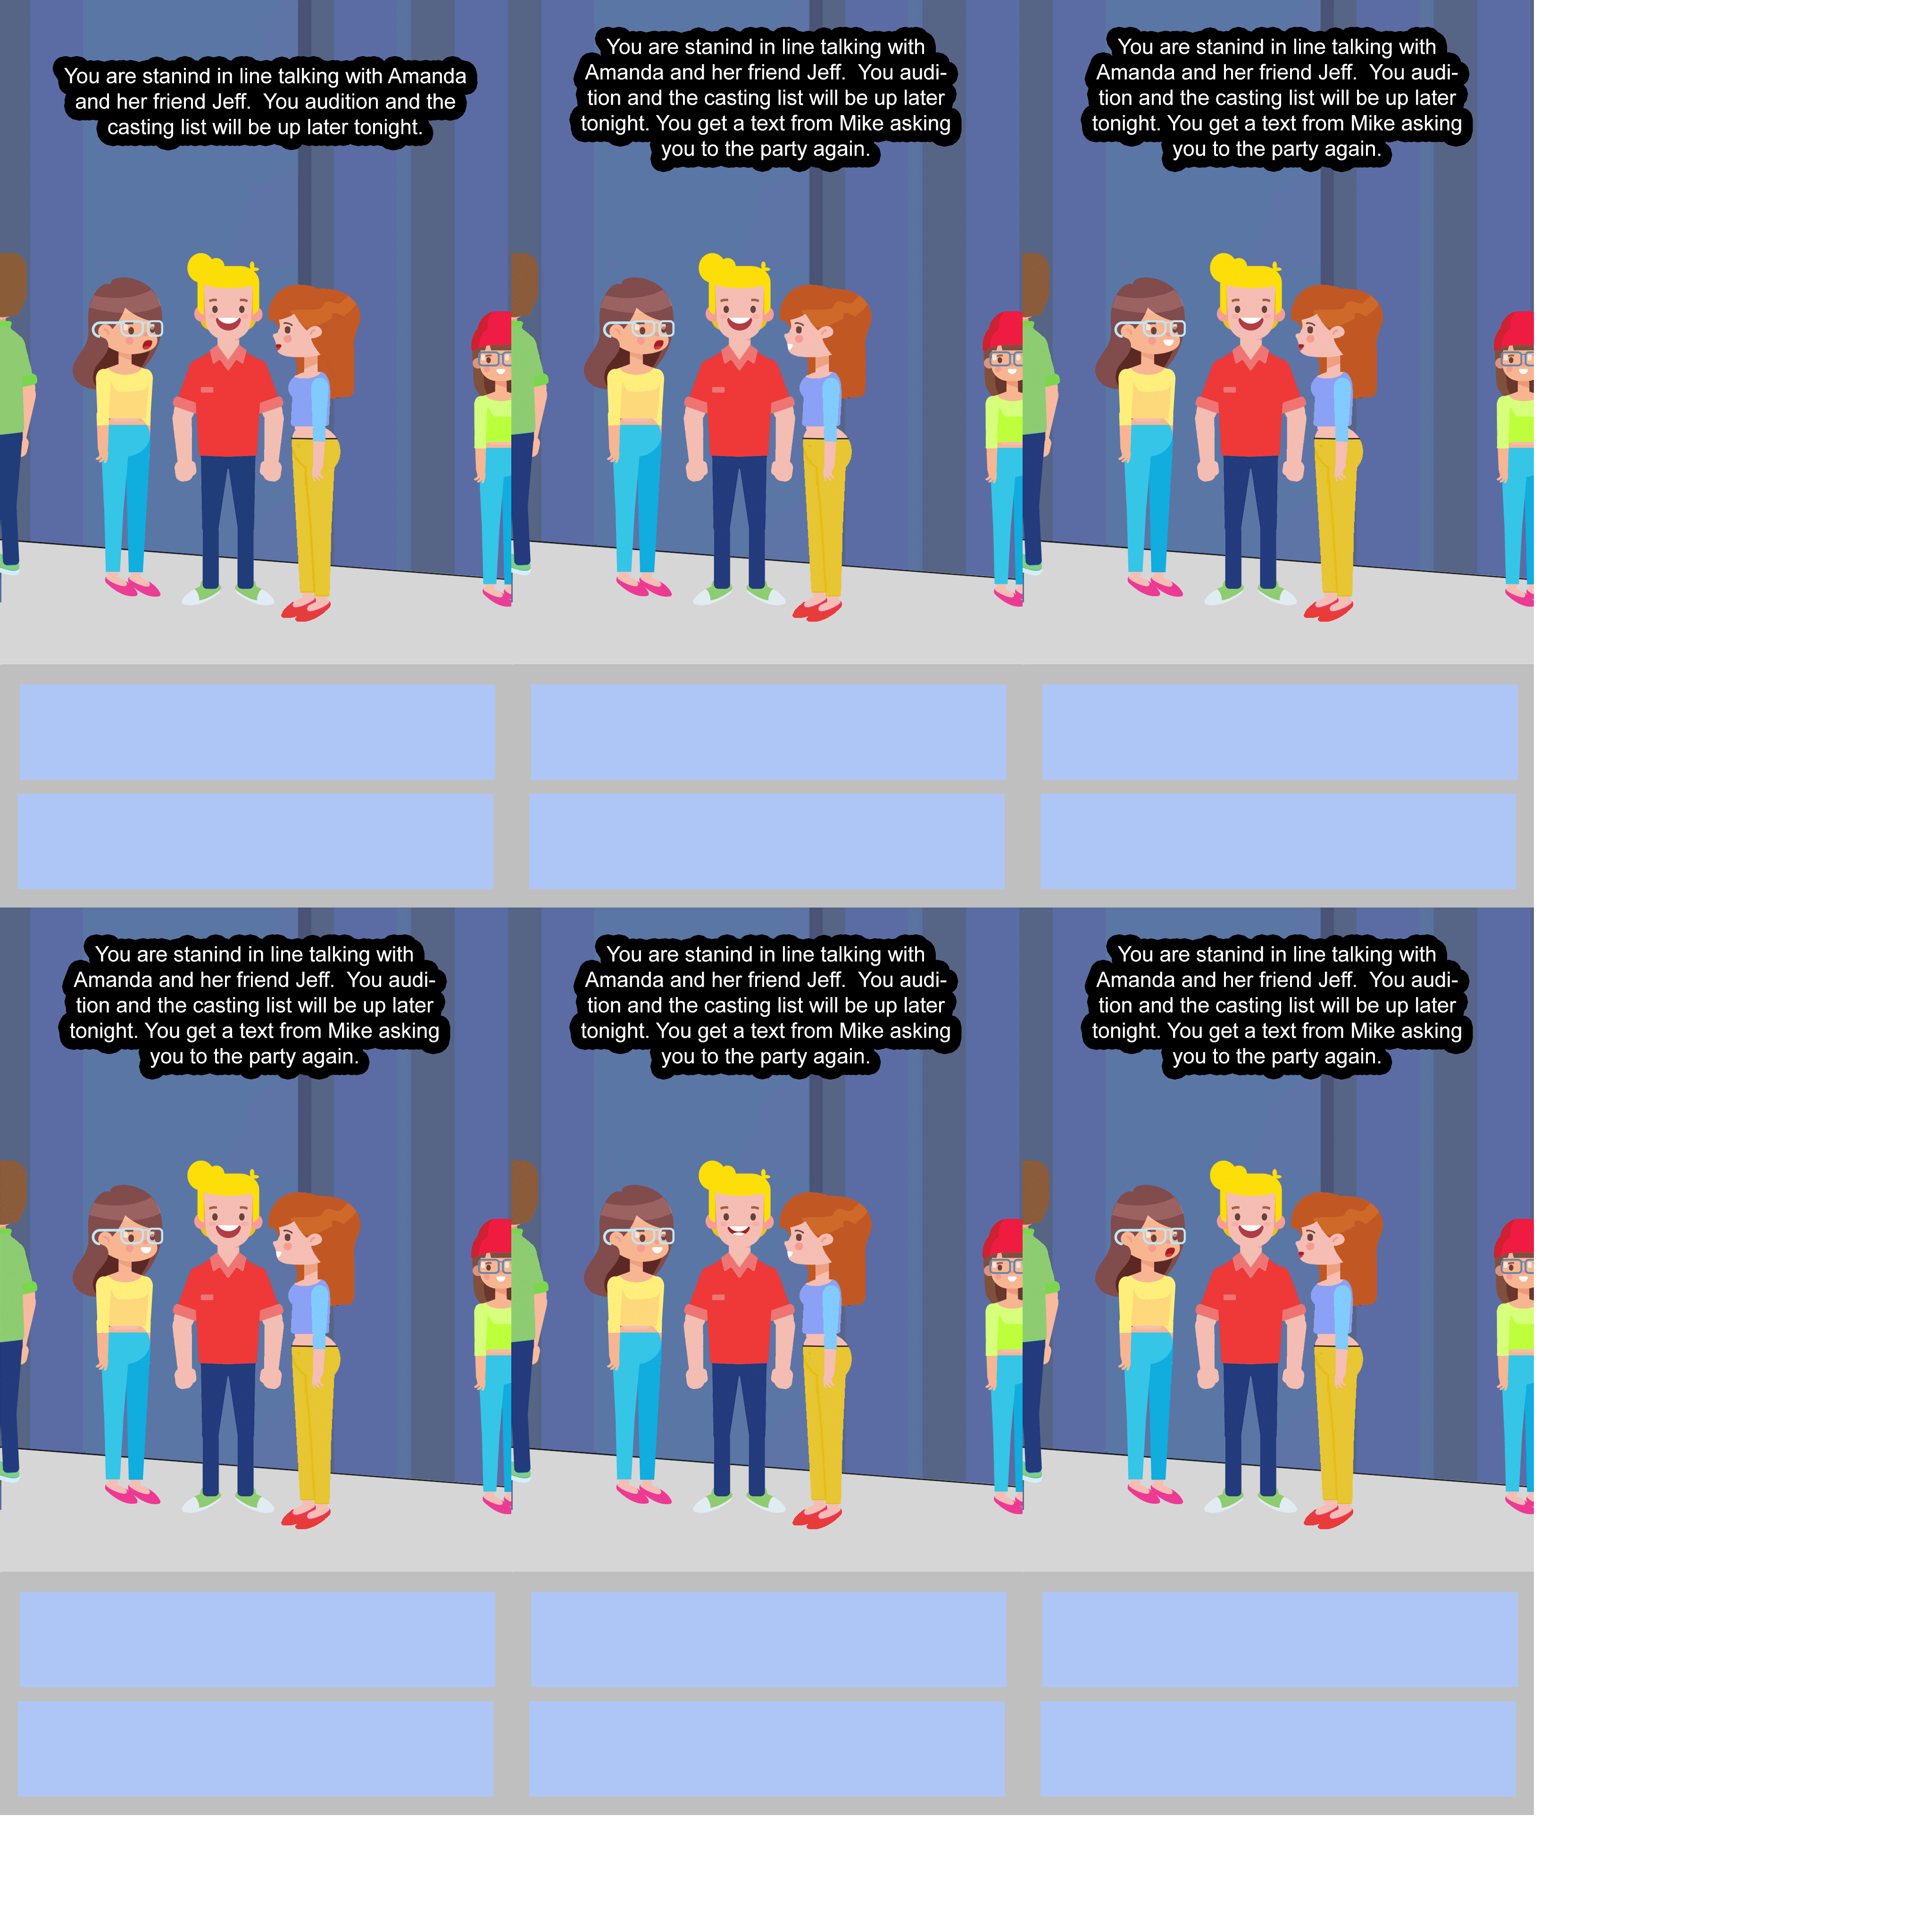 You are stanind in line talking with Amanda
and her friend Jeff.  You audition and the
casting list will be up later tonight.
You are stanind in line talking with
Amanda and her friend Jeff.  You audi-
tion and the casting list will be up later
tonight. You get a text from Mike asking
you to the party again.
You are stanind in line talking with
Amanda and her friend Jeff.  You audi-
tion and the casting list will be up later
tonight. You get a text from Mike asking
you to the party again.
You are stanind in line talking with
Amanda and her friend Jeff.  You audi-
tion and the casting list will be up later
tonight. You get a text from Mike asking
you to the party again.
You are stanind in line talking with
Amanda and her friend Jeff.  You audi-
tion and the casting list will be up later
tonight. You get a text from Mike asking
you to the party again.
You are stanind in line talking with
Amanda and her friend Jeff.  You audi-
tion and the casting list will be up later
tonight. You get a text from Mike asking
you to the party again.